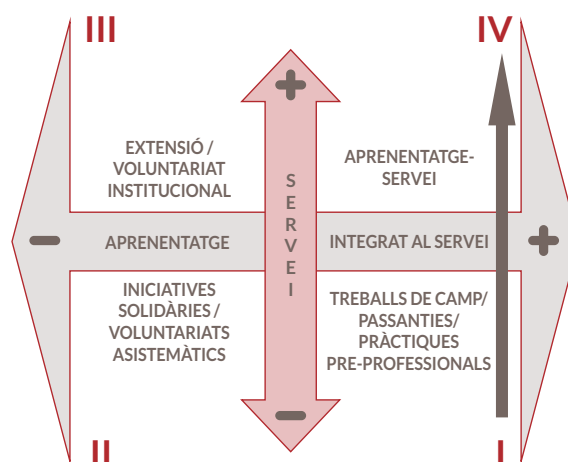 III
IV
EXTENSIÓ /
VOLUNTARIAT
INSTITUCIONAL
APRENENTATGE-
SERVEI
SERVEI
APRENENTATGE
INTEGRAT AL SERVEI
INICIATIVES
SOLIDÀRIES /
VOLUNTARIATS
ASISTEMÀTICS
TREBALLS DE CAMP/
PASSANTIES/
PRÀCTIQUES
PRE-PROFESSIONALS
II
I